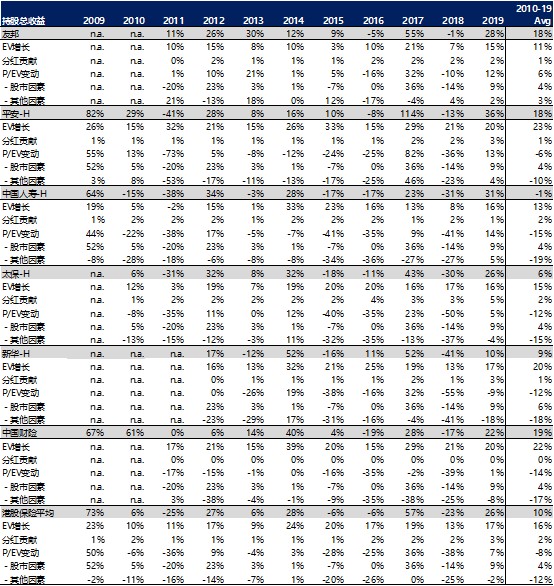 2010-19
持股总收益 2009 2010 2011 2012 2013 2014 2015 2016 2017 2018 2019 Avg
友邦 n.a. n.a. 11% 26% 30% 12% 9% -5% 55% -1% 28% 18%
EV增长 n.a. n.a. 10% 15% 8% 10% 3% 10% 21% 7% 15% 11%
分红贡献 n.a. n.a. 0% 2% 1% 1% 1% 2% 2% 2% 2% 1%
P/EV变动 n.a. n.a. 1% 10% 21% 1% 5% -16% 32% -10% 12% 6%
- 股市因素 n.a. n.a. -20% 23% 3% 1% -7% 0% 36% -14% 9% 4%
- 其他因素 n.a. n.a. 21% -13% 18% 0% 12% -17% -4% 4% 2% 3%
平安-H 82% 29% -41% 28% 8% 16% 10% -8% 114% -13% 36% 18%
EV增长 26% 15% 32% 21% 15% 26% 33% 15% 29% 21% 20% 23%
分红贡献 1% 1% 1% 1% 1% 1% 1% 1% 2% 2% 3% 1%
P/EV变动 55% 13% -73% 5% -8% -12% -24% -25% 82% -36% 13% -6%
- 股市因素 52% 5% -20% 23% 3% 1% -7% 0% 36% -14% 9% 4%
- 其他因素 3% 8% -53% -17% -11% -13% -17% -25% 46% -23% 4% -10%
中国人寿-H 64% -15% -38% 34% -3% 28% -17% -17% 23% -31% 31% -1%
EV增长 19% 5% -2% 15% 1% 33% 23% 16% 13% 8% 16% 13%
分红贡献 1% 2% 2% 1% 1% 2% 1% 2% 1% 2% 1% 2%
P/EV变动 44% -22% -38% 17% -5% -7% -41% -35% 9% -41% 14% -15%
- 股市因素 52% 5% -20% 23% 3% 1% -7% 0% 36% -14% 9% 4%
- 其他因素 -8% -28% -18% -6% -8% -8% -34% -36% -27% -27% 5% -19%
太保-H n.a. 6% -31% 32% 8% 32% -18% -11% 43% -30% 26% 6%
EV增长 n.a. 12% 3% 19% 7% 19% 20% 20% 16% 17% 16% 15%
分红贡献 n.a. 1% 2% 2% 2% 2% 2% 4% 3% 3% 5% 2%
P/EV变动 n.a. -8% -35% 11% 0% 12% -40% -35% 23% -50% 5% -12%
- 股市因素 n.a. 5% -20% 23% 3% 1% -7% 0% 36% -14% 9% 4%
- 其他因素 n.a. -13% -15% -12% -3% 11% -32% -35% -13% -37% -4% -15%
新华-H n.a. n.a. n.a. 17% -12% 52% -16% 11% 52% -41% 10% 9%
EV增长 n.a. n.a. n.a. 16% 13% 32% 21% 25% 19% 13% 17% 20%
分红贡献 n.a. n.a. n.a. 0% 1% 1% 1% 1% 2% 1% 3% 1%
P/EV变动 n.a. n.a. n.a. 0% -26% 19% -38% -16% 32% -55% -9% -12%
- 股市因素 n.a. n.a. n.a. 23% 3% 1% -7% 0% 36% -14% 9% 6%
- 其他因素 n.a. n.a. n.a. -23% -29% 17% -31% -16% -4% -41% -18% -18%
中国财险 67% 61% 0% 6% 14% 40% 4% -19% 28% -17% 22% 19%
EV增长 n.a. n.a. 17% 21% 15% 39% 20% 15% 29% 21% 20% 22%
分红贡献 n.a. n.a. 0% 0% 0% 0% 0% 0% 0% 0% 0% 0%
P/EV变动 n.a. n.a. -17% -15% -1% 0% -16% -35% -2% -39% 1% -14%
- 股市因素 n.a. n.a. -20% 23% 3% 1% -7% 0% 36% -14% 9% 4%
- 其他因素 n.a. n.a. 3% -38% -4% -1% -9% -35% -38% -25% -8% -17%
港股保险平均 73% 6% -25% 27% 6% 28% -6% -6% 57% -23% 26% 10%
EV增长 23% 10% 11% 17% 9% 24% 20% 17% 19% 13% 17% 16%
分红贡献 1% 2% 1% 1% 1% 1% 1% 2% 2% 2% 3% 2%
P/EV变动 50% -6% -36% 9% -4% 3% -28% -25% 36% -38% 7% -8%
- 股市因素 52% 5% -20% 23% 3% 1% -7% 0% 36% -14% 9% 4%
- 其他因素 -2% -11% -16% -14% -7% 1% -20% -26% 0% -25% -2% -12%